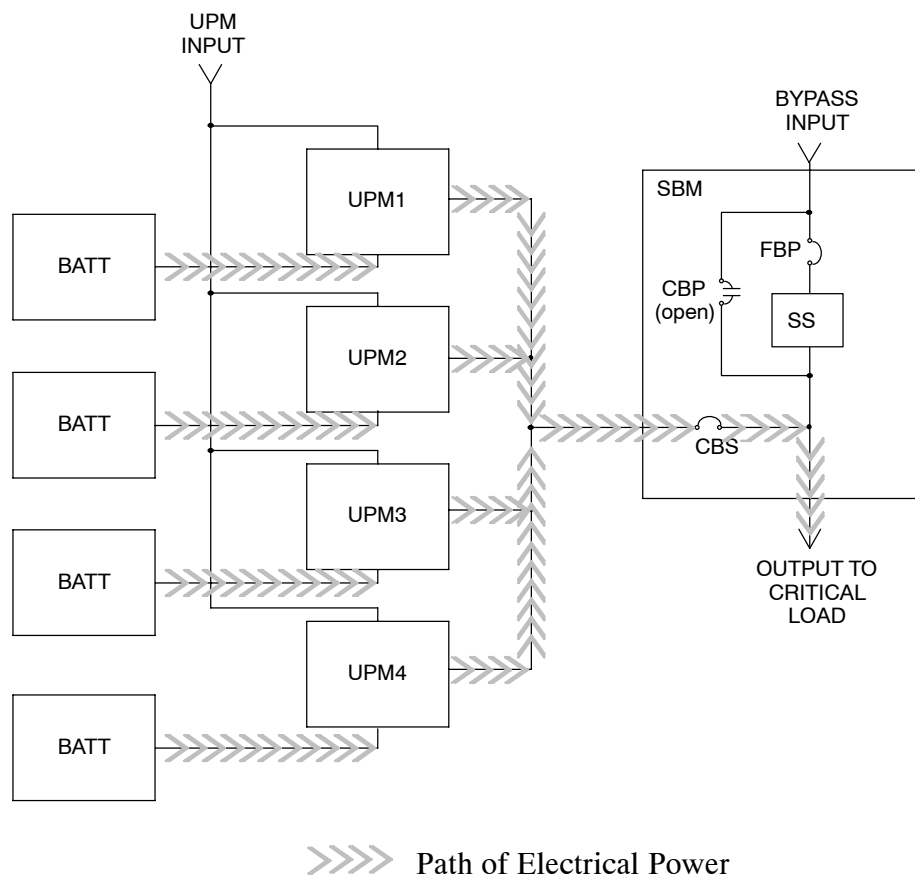 UPM
INPUT
BYPASS
INPUT
SBM
UPM1
BATT
FBP
CBP
(open)
SS
UPM2
BATT
CBS
UPM3
BATT
OUTPUT TO
CRITICAL
LOAD
UPM4
BATT
Path of Electrical Power